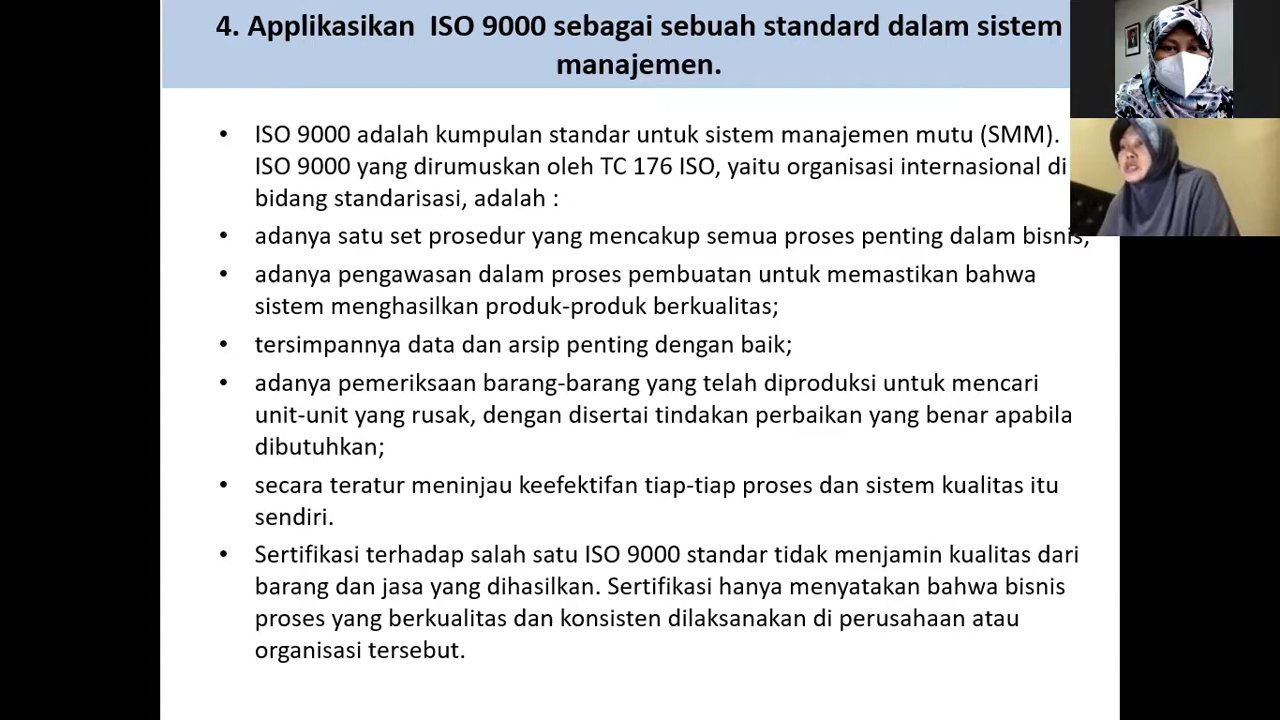 4. Applikasikan  ISO 9000 sebagai sebuah standard dalam sistem
manajemen.
• ISO 9000 adalah kumpulan standar untuk sistem manajemen mutu (SMM).
ISO 9000 yang dirumuskan oleh TC 176 ISO, yaitu organisasi internasional di
bidang standarisasi, adalah :
• adanya satu set prosedur yang mencakup semua proses penting dalam bisnis;
• adanya pengawasan dalam proses pembuatan untuk memastikan bahwa
sistem menghasilkan produk-produk berkualitas;
• tersimpannya data dan arsip penting dengan baik;
• adanya pemeriksaan barang-barang yang telah diproduksi untuk mencari
unit-unit yang rusak, dengan disertai tindakan perbaikan yang benar apabila
dibutuhkan;
• secara teratur meninjau keefektifan tiap-tiap proses dan sistem kualitas itu
sendiri.
• Sertifikasi terhadap salah satu ISO 9000 standar tidak menjamin kualitas dari
barang dan jasa yang dihasilkan. Sertifikasi hanya menyatakan bahwa bisnis
proses yang berkualitas dan konsisten dilaksanakan di perusahaan atau
organisasi tersebut.